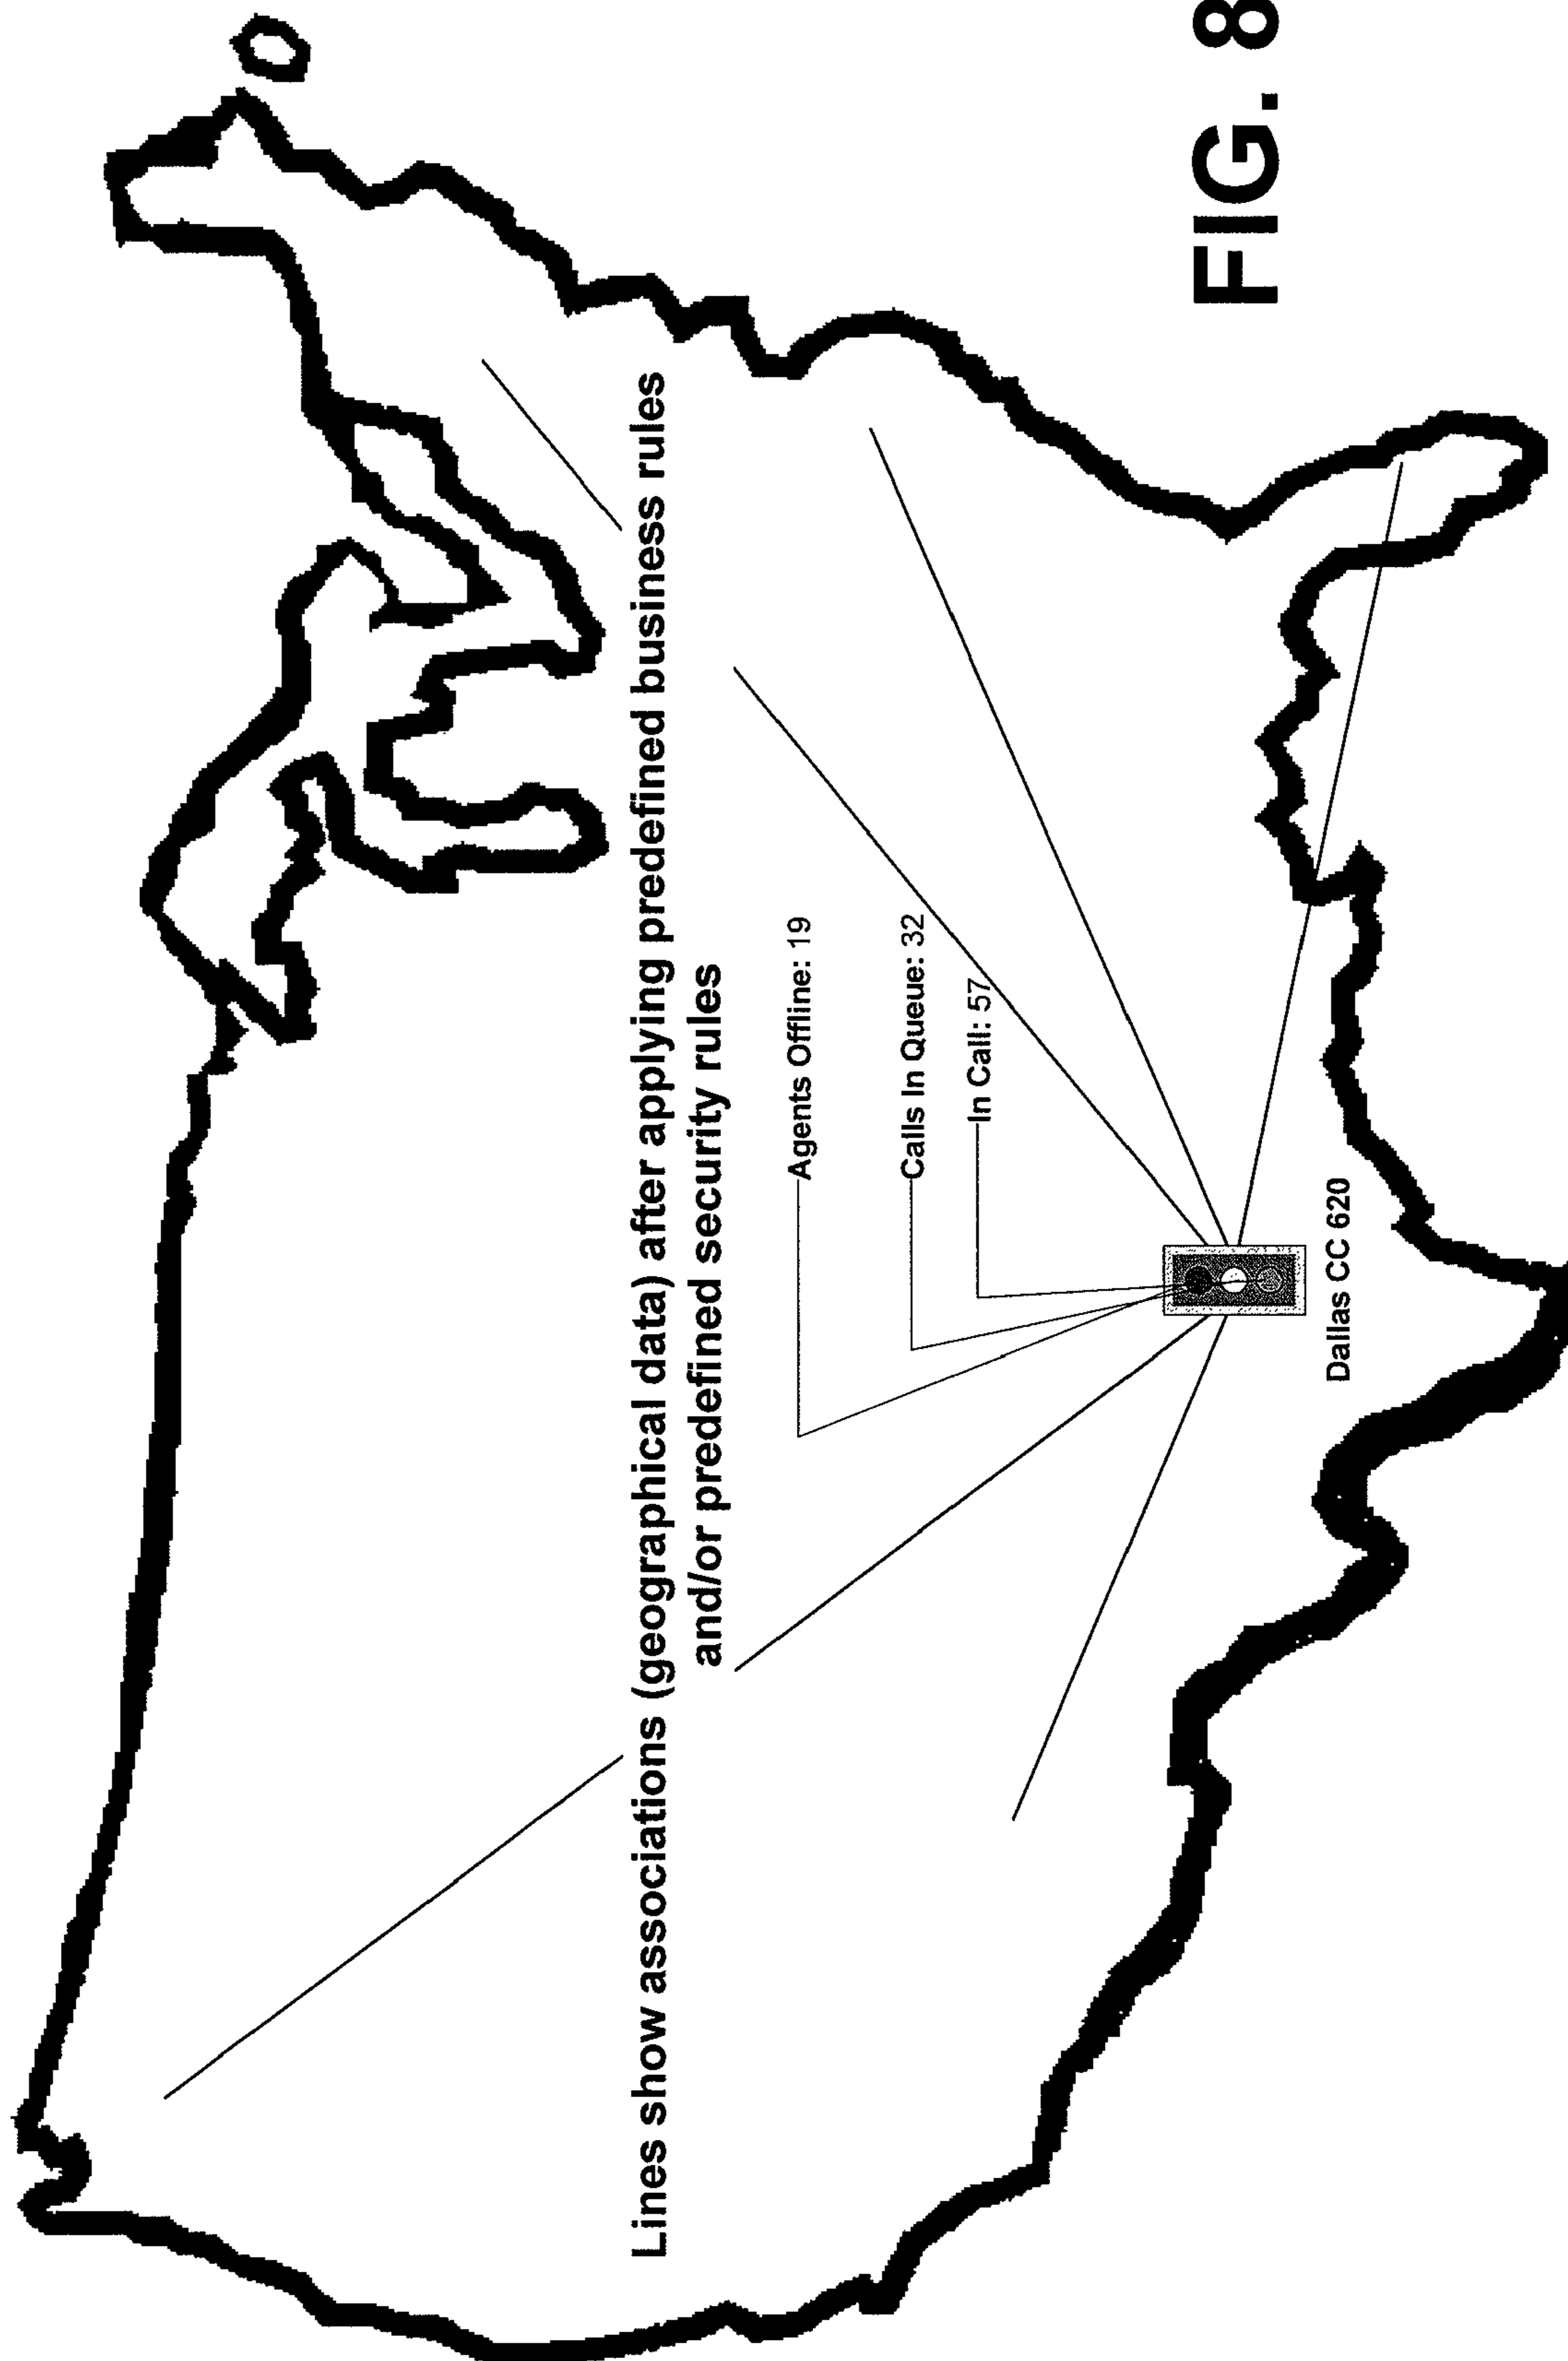 Lines show associations (geographical data) after applying predefined business rules
and/or predefined security rules
Agents Offline: 19
Calls In Queue: 32
In Call: 57
Dallas CC 620
FIG. 8